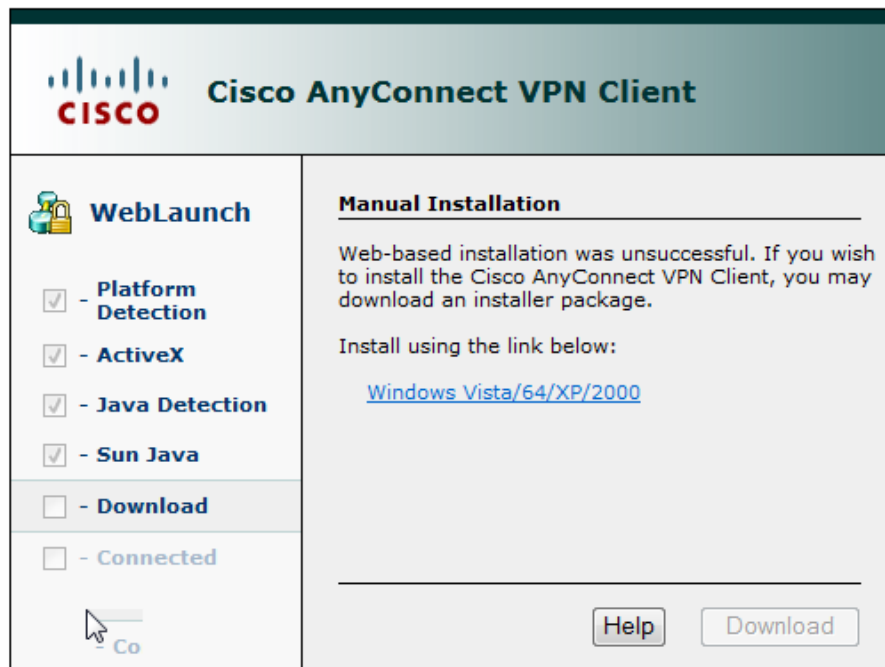 CISCO
Cisco AnyConnect VPN Client
WebLaunch
- Platform
Detection
- ActiveX
- Java Detection
- Sun Java
- Download
- Connected
- Co
Manual Installation
Web-based installation was unsuccessful. If you wish
to install the Cisco AnyConnect VPN Client, you may
download an installer package.
Install using the link below:
Windows Vista/64/XP/2000
Help
Download